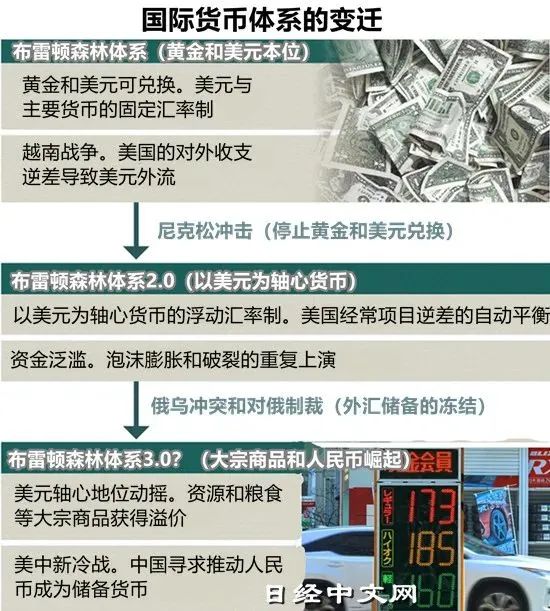 国际货币体系的变迁
布雷顿森林体系（黄金和美元本位）
黄金和美元可兑换。美元与
主要货币的固定汇率制
越南战争。美国的对外收支
逆差导致美元外流
尼克松冲击（停止黄金和美元兑换）
布雷顿森林体系2.0（以美元为轴心货币）
以美元为轴心货币的浮动汇率制。美国经常项目逆差的自动平衡
资金泛滥。泡沫膨胀和破裂的重复上演
俄乌冲突和对俄制裁（外汇储备的冻结）
布雷顿森林体系3.0？（大宗商品和人民币崛起）
美元轴心地位动摇。资源和粮食
等大宗商品获得溢价
美中新冷战。中国寻求推动人民
币成为储备货币
金会員
レギュラー
173
ハイオク
185
軽
160
日经中文网